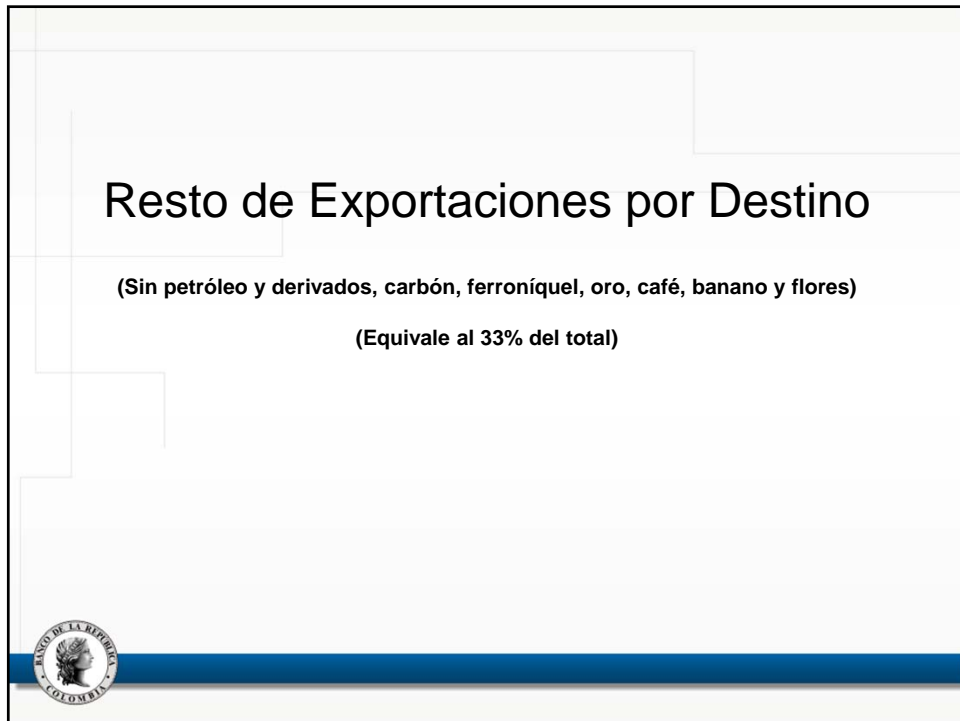 Resto de Exportaciones por Destino
(Sin petróleo y derivados, carbón, ferroníquel, oro, café, banano y flores)
(Equivale al 33% del total)
BANCO DE LA REPUBLICA
COLOMBIA